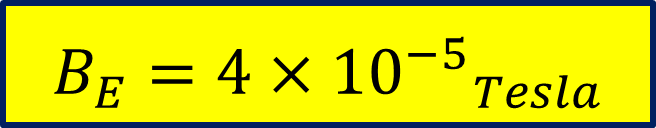 B_E = 4 × 10⁻⁵ Tesla